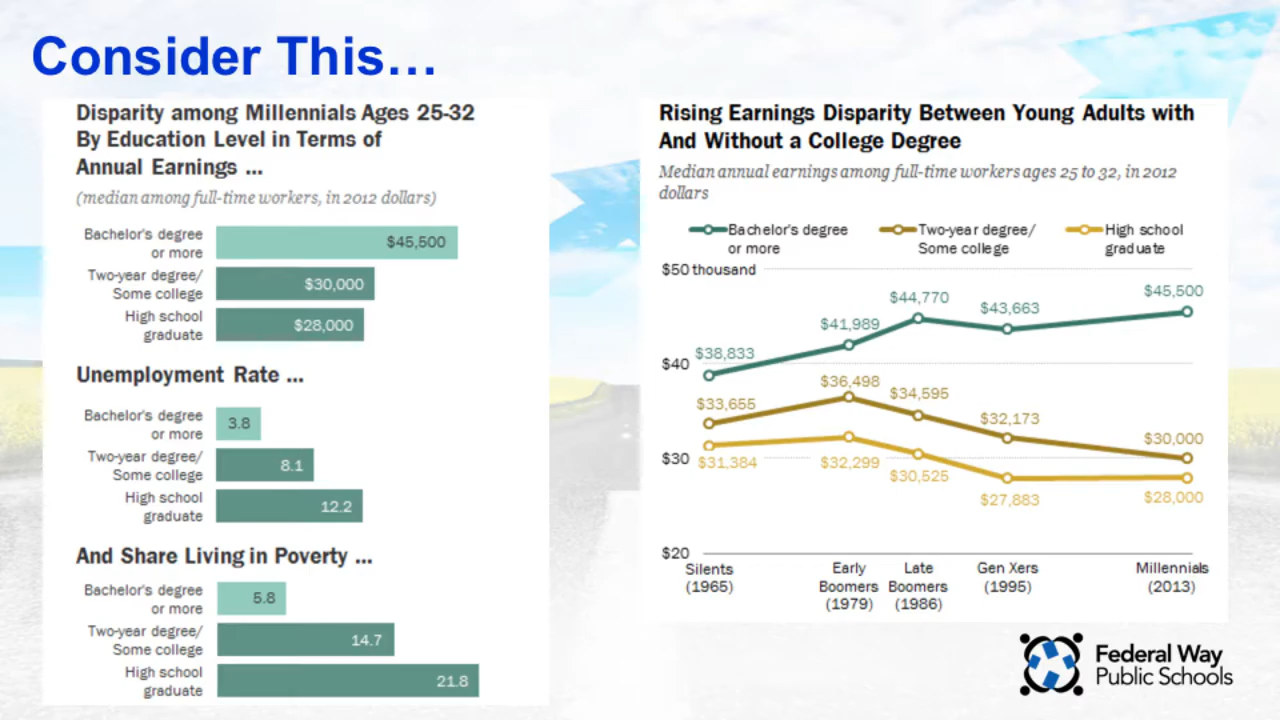 Consider This…
Disparity among Millennials Ages 25-32
By Education Level in Terms of
Annual Earnings ...
(median among full-time workers, in 2012 dollars)
Bachelor's degree
or more
$45,500
Two-year degree/
Some college
$30,000
High school
graduate
$28,000
Unemployment Rate ...
Bachelor's degree
or more
3.8
Two-year degree/
Some college
8.1
High school
graduate
12.2
And Share Living in Poverty ...
Bachelor's degree
or more
5.8
Two-year degree/
Some college
14.7
High school
graduate
21.8
Rising Earnings Disparity Between Young Adults with
And Without a College Degree
Median annual earnings among full-time workers ages 25 to 32, in 2012
dollars
Bachelor's degree
or more
Two-year degree/
Some college
High school
graduate
$50 thousand
$40
$30
$20
$38,833
$41,989
$44,770
$43,663
$45,500
$33,655
$36,498
$34,595
$32,173
$30,000
$31,384
$32,299
$30,525
$27,883
$28,000
Silents
(1965)
Early
Boomers
(1979)
Late
Boomers
(1986)
Gen Xers
(1995)
Millennials
(2013)
Federal Way
Public Schools